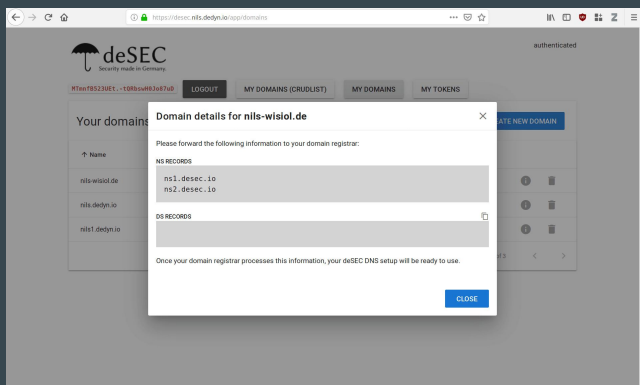 https://desec.nils.dedyn.io/app/domains
deSEC
Security made in Germany.
authenticated
LOGOUT
MY DOMAINS (CRUDLIST)
MY DOMAINS
MY TOKENS
Your domains
CREATE NEW DOMAIN
Name
nils-wisiol.de
nils.dedyn.io
nils1.dedyn.io
of 3
Domain details for nils-wisiol.de
Please forward the following information to your domain registrar:
NS RECORDS
ns1.desec.io
ns2.desec.io
DS RECORDS
Once your domain registrar processes this information, your deSEC DNS setup will be ready to use.
CLOSE